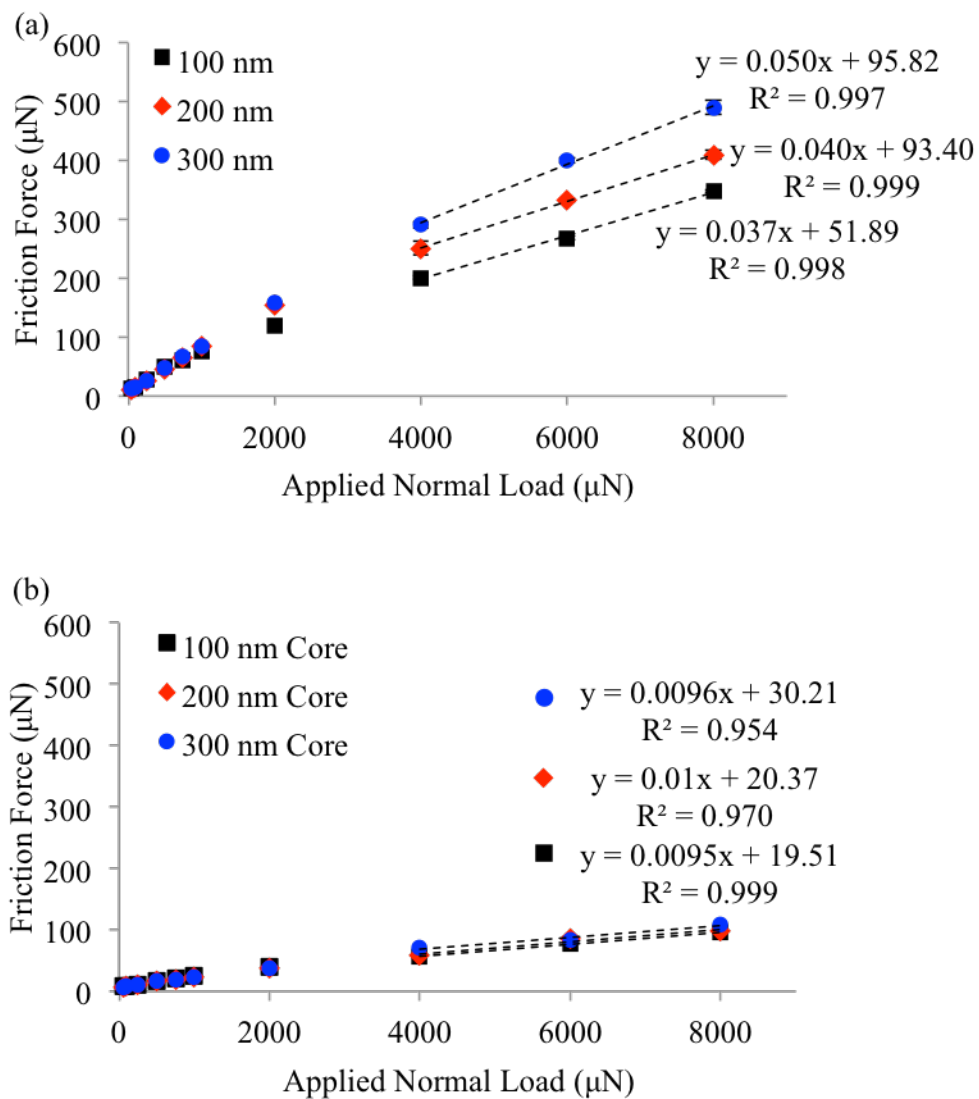 (a)
600
500
400
300
200
100
0
Friction Force (μN)
100 nm
200 nm
300 nm
y = 0.050x + 95.82
R² = 0.997
y = 0.040x + 93.40
R² = 0.999
y = 0.037x + 51.89
R² = 0.998
0 2000 4000 6000 8000
Applied Normal Load (μN)
(b)
600
500
400
300
200
100
0
Friction Force (μN)
100 nm Core
200 nm Core
300 nm Core
y = 0.0096x + 30.21
R² = 0.954
y = 0.01x + 20.37
R² = 0.970
y = 0.0095x + 19.51
R² = 0.999
0 2000 4000 6000 8000
Applied Normal Load (μN)